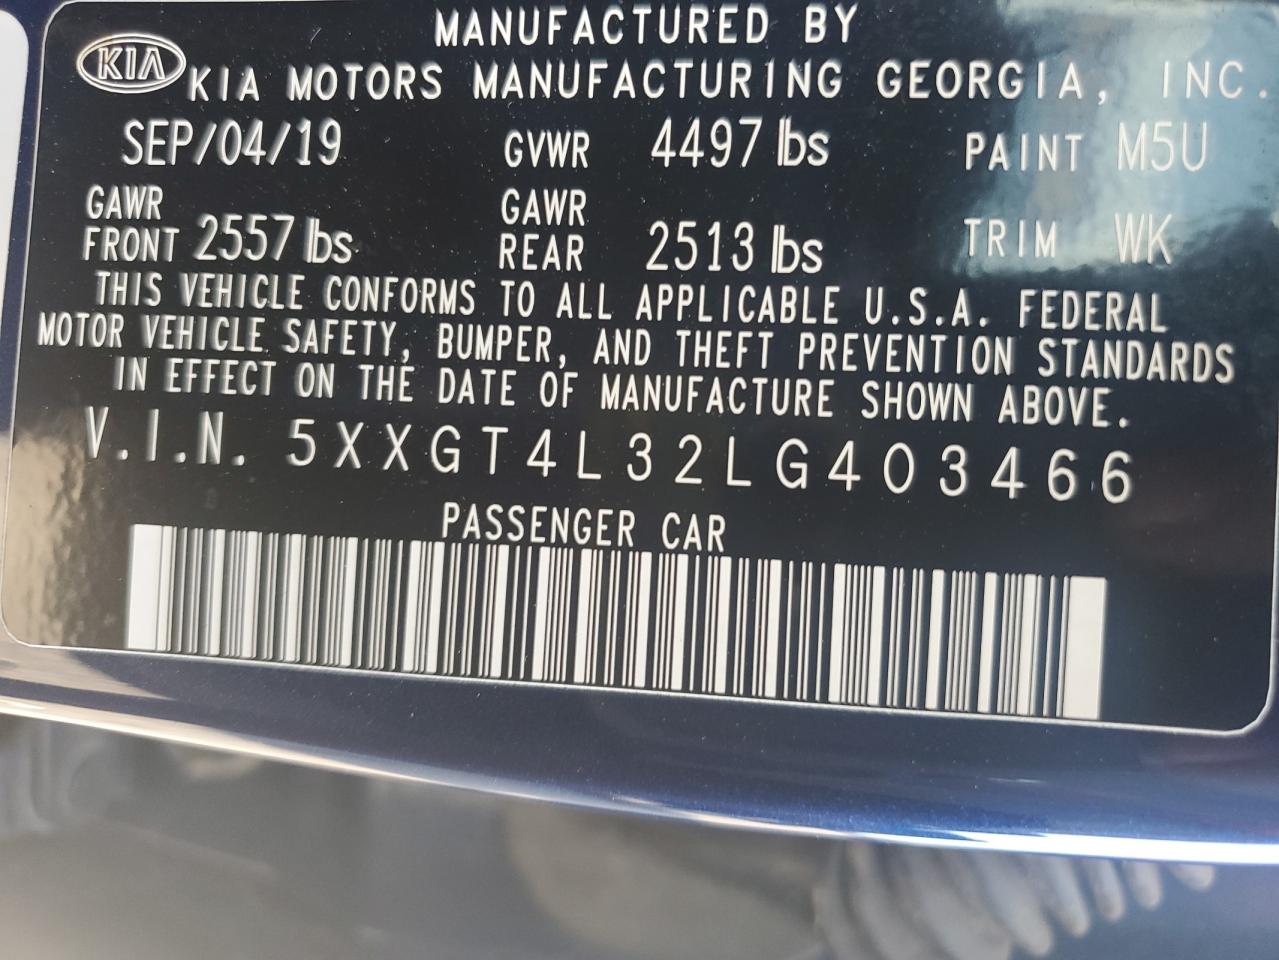 MANUFACTURED BY
KIA KIA MOTORS MANUFACTURING GEORGIA, INC.
SEP/04/19 GVWR 4497 lbs PAINT M5U
GAWR FRONT 2557 lbs GAWR REAR 2513 lbs TRIM WK
THIS VEHICLE CONFORMS TO ALL APPLICABLE U.S.A. FEDERAL
MOTOR VEHICLE SAFETY, BUMPER, AND THEFT PREVENTION STANDARDS
IN EFFECT ON THE DATE OF MANUFACTURE SHOWN ABOVE.
V.I.N. 5XXGT4L32LG403466
PASSENGER CAR